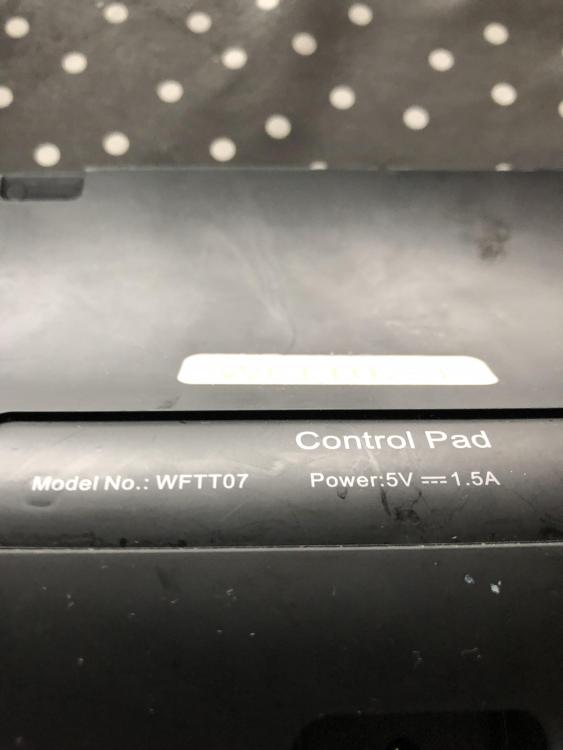 Control Pad
Model No.: WFTT07
Power:5V ⎓ 1.5A